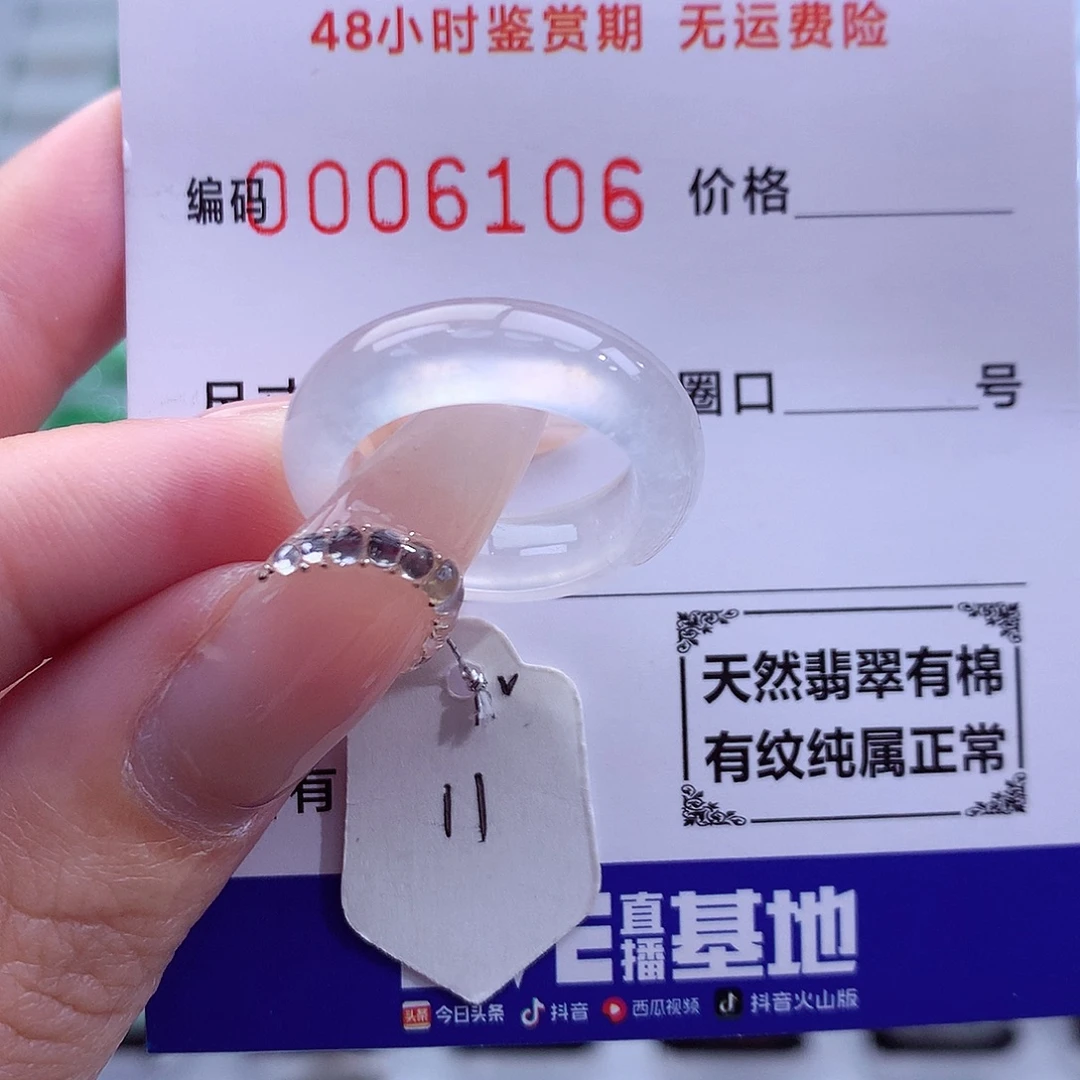 48小时鉴赏期 无运费险
编码0006106 价格
圈口 号
天然翡翠有棉
有纹纯属正常
有
v
11
E直播基地
头条 今日头条 抖音 西瓜视频 抖音火山版